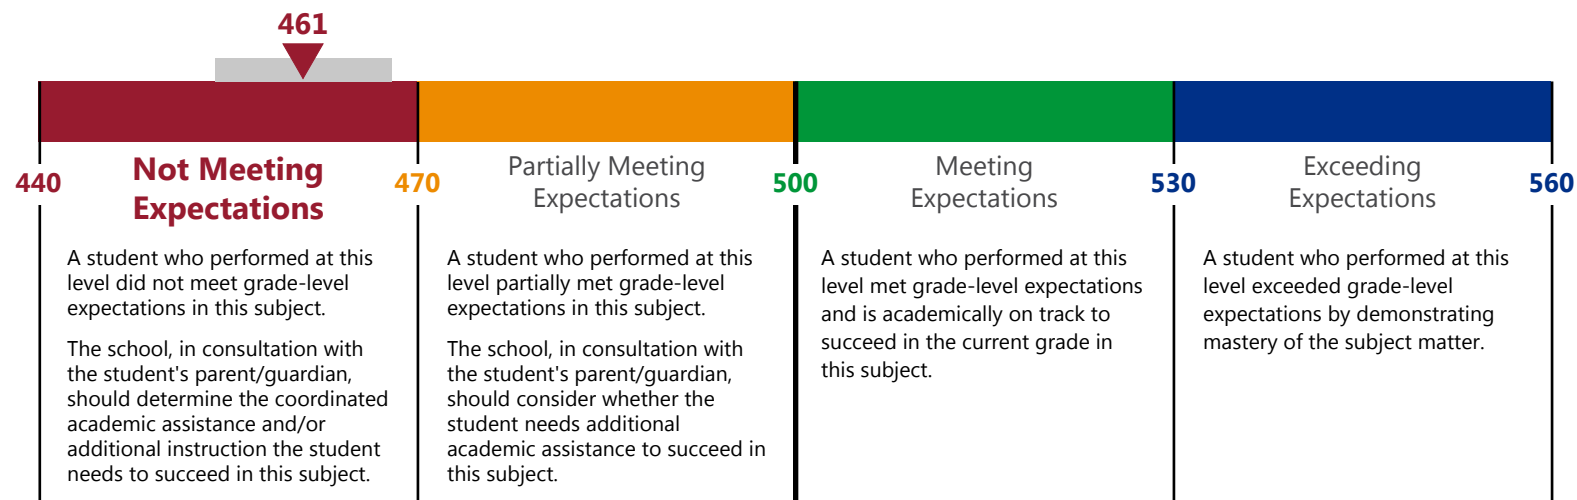 461
440
Not Meeting
Expectations
470
Partially Meeting
Expectations
500
Meeting
Expectations
530
Exceeding
Expectations
560
A student who performed at this
level did not meet grade-level
expectations in this subject.
The school, in consultation with
the student's parent/guardian,
should determine the coordinated
academic assistance and/or
additional instruction the student
needs to succeed in this subject.
A student who performed at this
level partially met grade-level
expectations in this subject.
The school, in consultation with
the student's parent/guardian,
should consider whether the
student needs additional
academic assistance to succeed in
this subject.
A student who performed at this
level met grade-level expectations
and is academically on track to
succeed in the current grade in
this subject.
A student who performed at this
level exceeded grade-level
expectations by demonstrating
mastery of the subject matter.